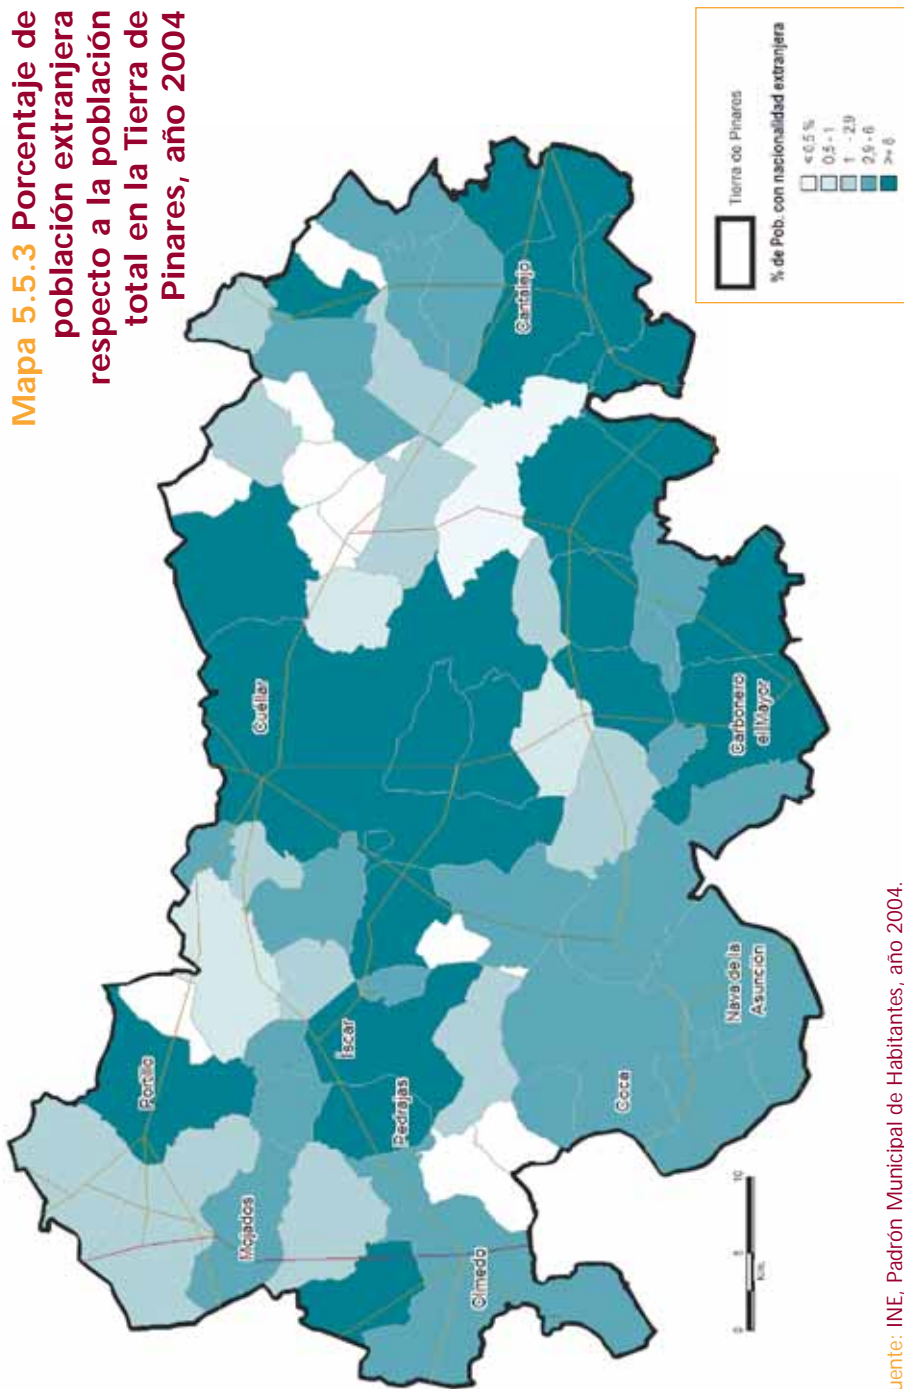 Mapa 5.5.3 Porcentaje de
población extranjera
respecto a la población
total en la Tierra de
Pinares, año 2004
Portillo
Mojados
Iscar
Pedrajas
Olmedo
Coca
Nava de la
Asunción
Cuellar
Carbonero
el Mayor
Cantalejo
Tierra de Pinares
% de Pob. con nacionalidad extranjera
< 0,5 %
0,5 - 1
1 - 2,9
2,9 - 6
>= 6
0 5 10
Km.
uente: INE, Padrón Municipal de Habitantes, año 2004.